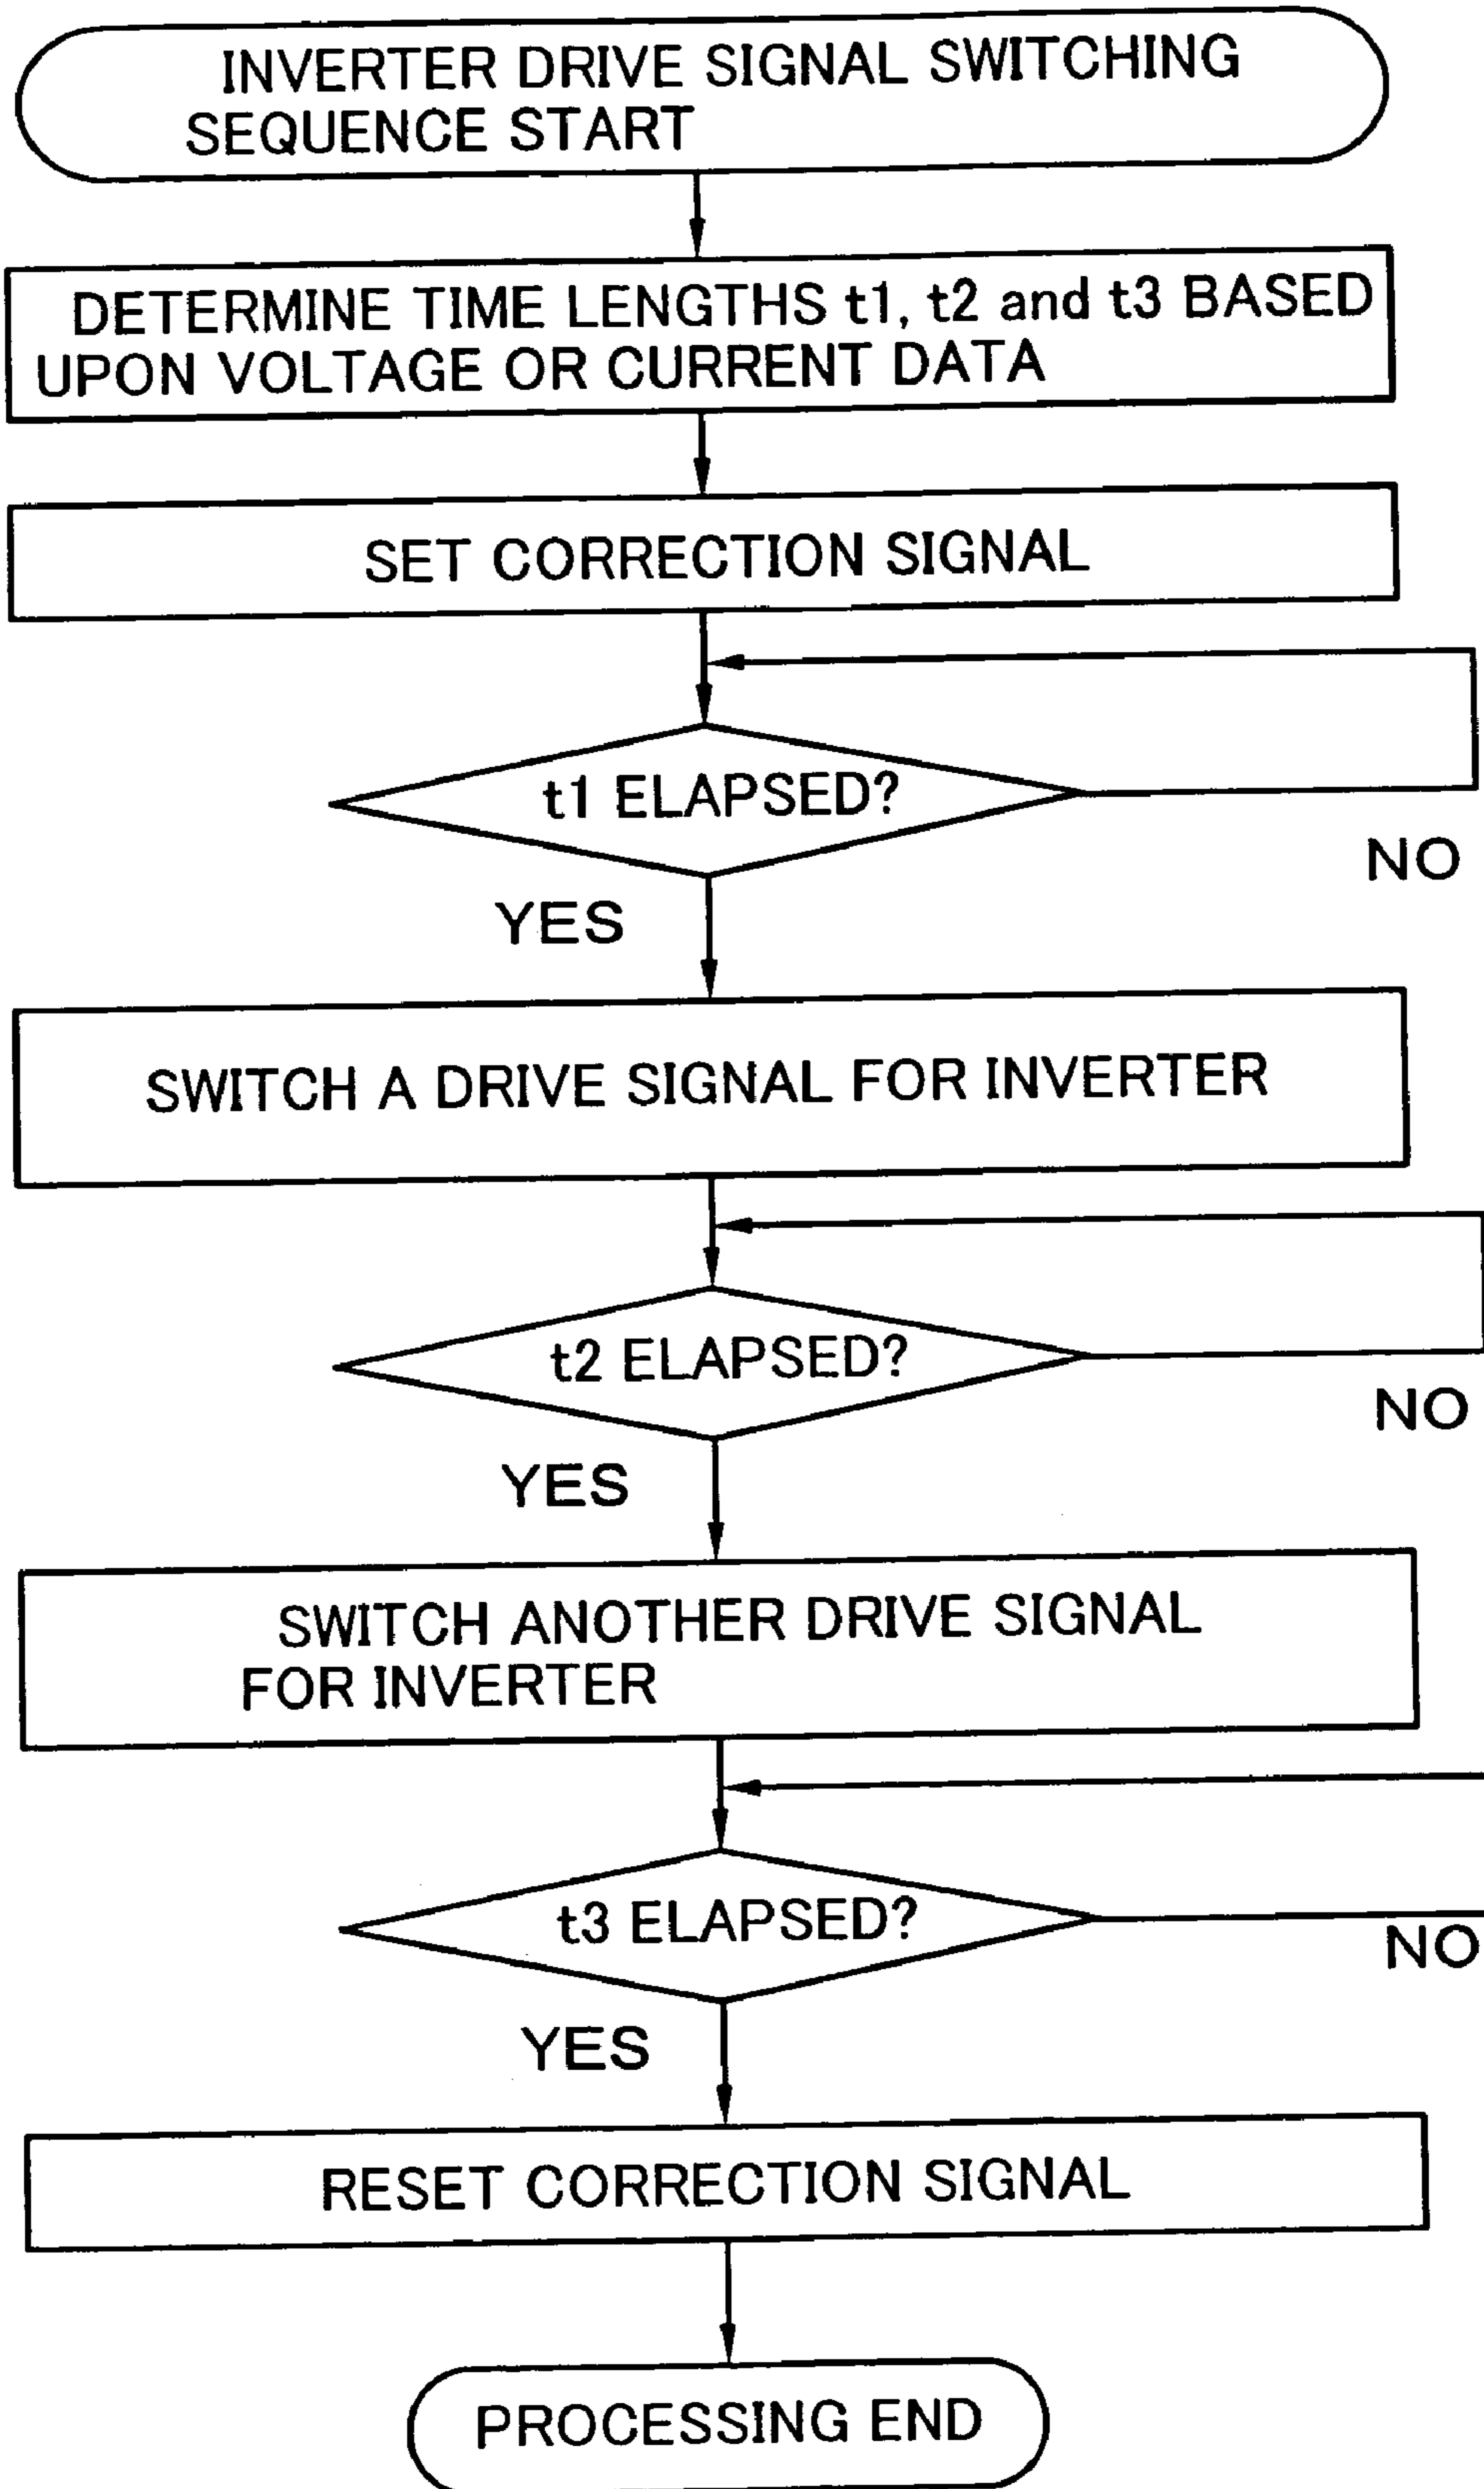 INVERTER DRIVE SIGNAL SWITCHING
SEQUENCE START
DETERMINE TIME LENGTHS t1, t2 and t3 BASED
UPON VOLTAGE OR CURRENT DATA
SET CORRECTION SIGNAL
t1 ELAPSED?
NO
YES
SWITCH A DRIVE SIGNAL FOR INVERTER
t2 ELAPSED?
NO
YES
SWITCH ANOTHER DRIVE SIGNAL
FOR INVERTER
t3 ELAPSED?
NO
YES
RESET CORRECTION SIGNAL
PROCESSING END